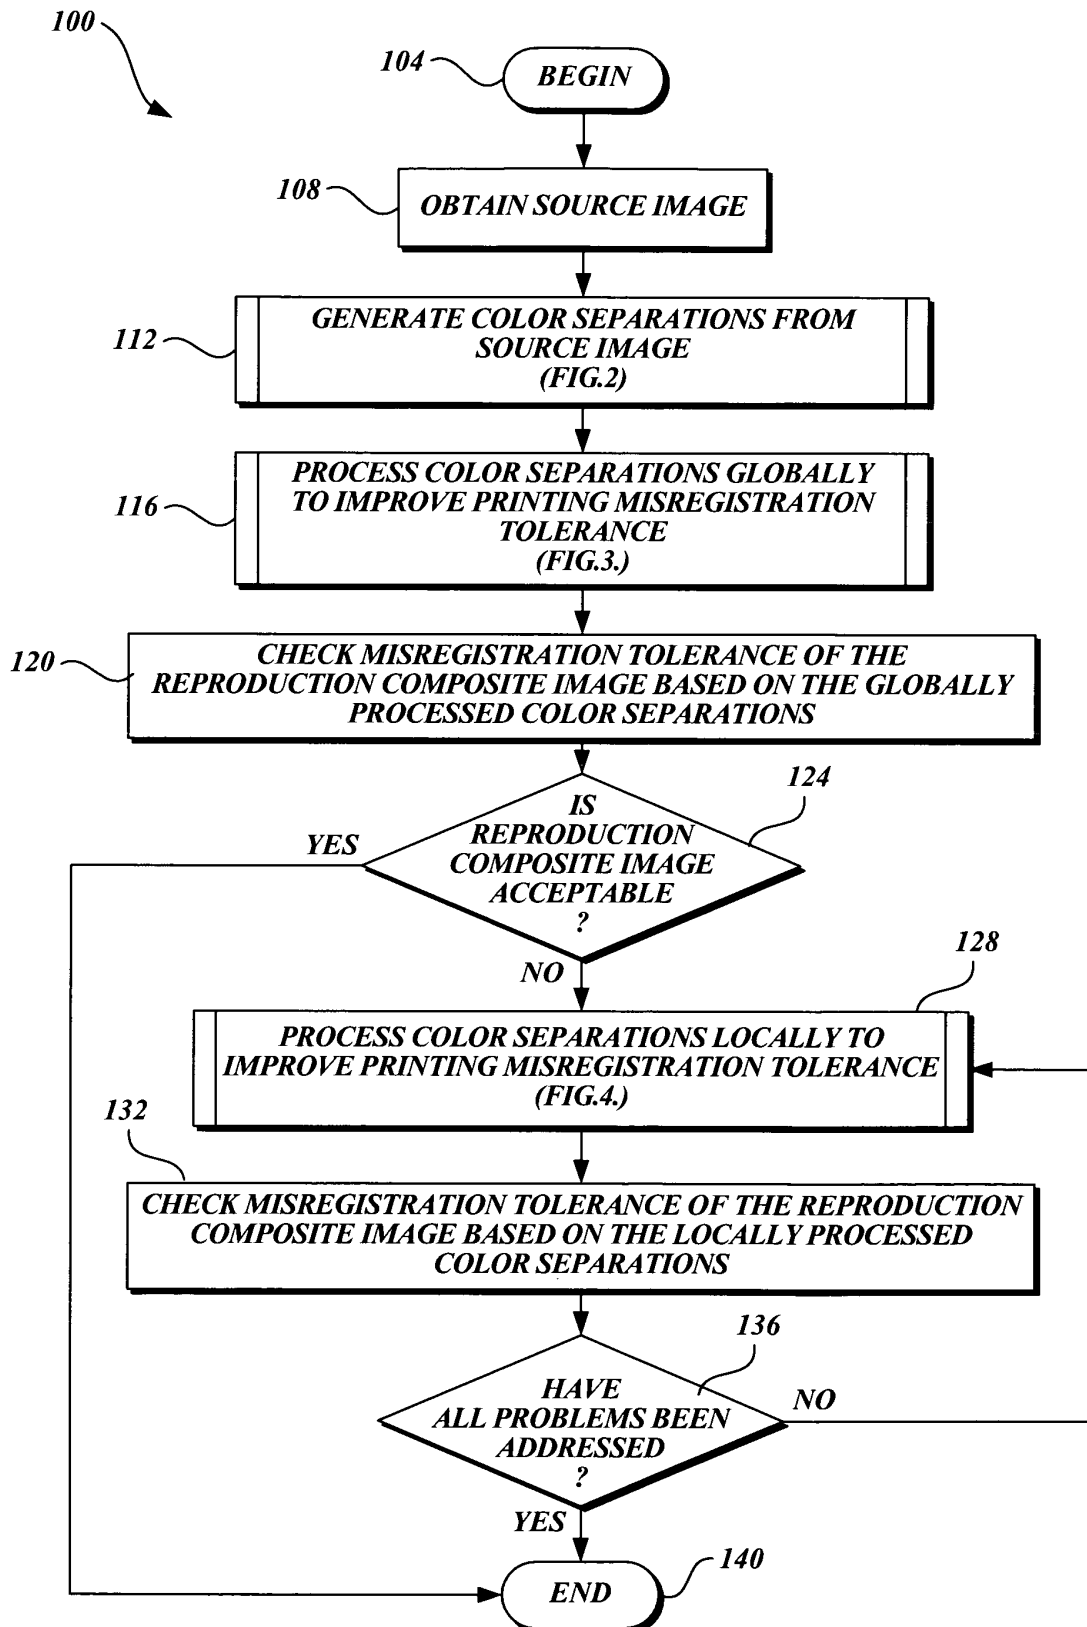 100
104
BEGIN
108
OBTAIN SOURCE IMAGE
112
GENERATE COLOR SEPARATIONS FROM
SOURCE IMAGE
(FIG.2)
116
PROCESS COLOR SEPARATIONS GLOBALLY
TO IMPROVE PRINTING MISREGISTRATION
TOLERANCE
(FIG.3.)
120
CHECK MISREGISTRATION TOLERANCE OF THE
REPRODUCTION COMPOSITE IMAGE BASED ON THE GLOBALLY
PROCESSED COLOR SEPARATIONS
124
IS
REPRODUCTION
COMPOSITE IMAGE
ACCEPTABLE
?
YES
NO
128
PROCESS COLOR SEPARATIONS LOCALLY TO
IMPROVE PRINTING MISREGISTRATION TOLERANCE
(FIG.4.)
132
CHECK MISREGISTRATION TOLERANCE OF THE REPRODUCTION
COMPOSITE IMAGE BASED ON THE LOCALLY PROCESSED
COLOR SEPARATIONS
136
HAVE
ALL PROBLEMS BEEN
ADDRESSED
?
NO
YES
140
END